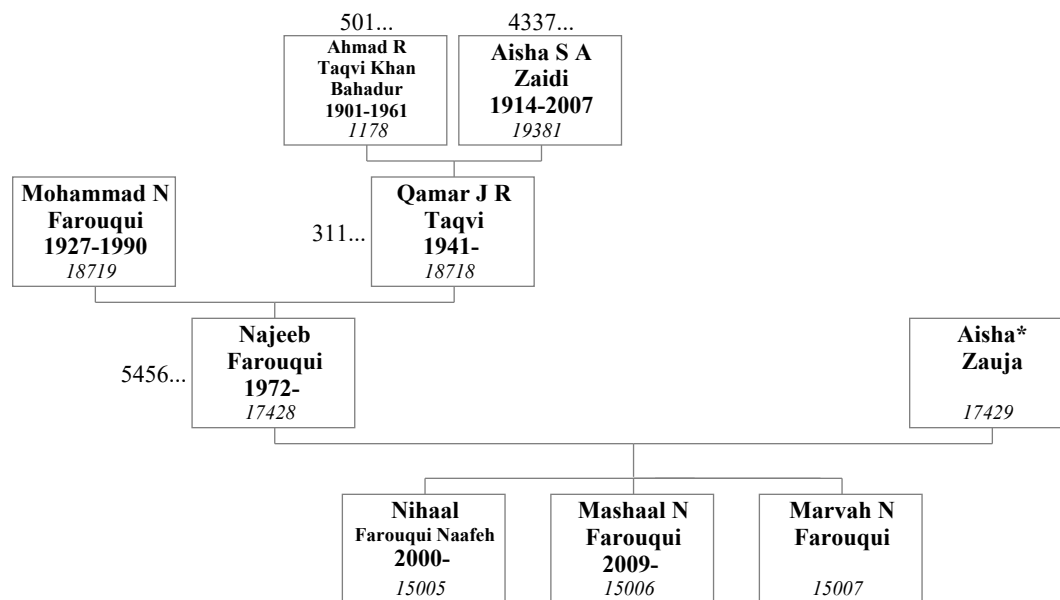 501...
4337...
Ahmad R
Taqvi Khan
Bahadur
1901-1961
1178
Aisha S A
Zaidi
1914-2007
19381
Mohammad N
Farouqui
1927-1990
18719
311...
Qamar J R
Taqvi
1941-
18718
5456...
Najeeb
Farouqui
1972-
17428
Aisha*
Zauja
17429
Nihaal
Farouqui Naafeh
2000-
15005
Mashaal N
Farouqui
2009-
15006
Marvah N
Farouqui
15007